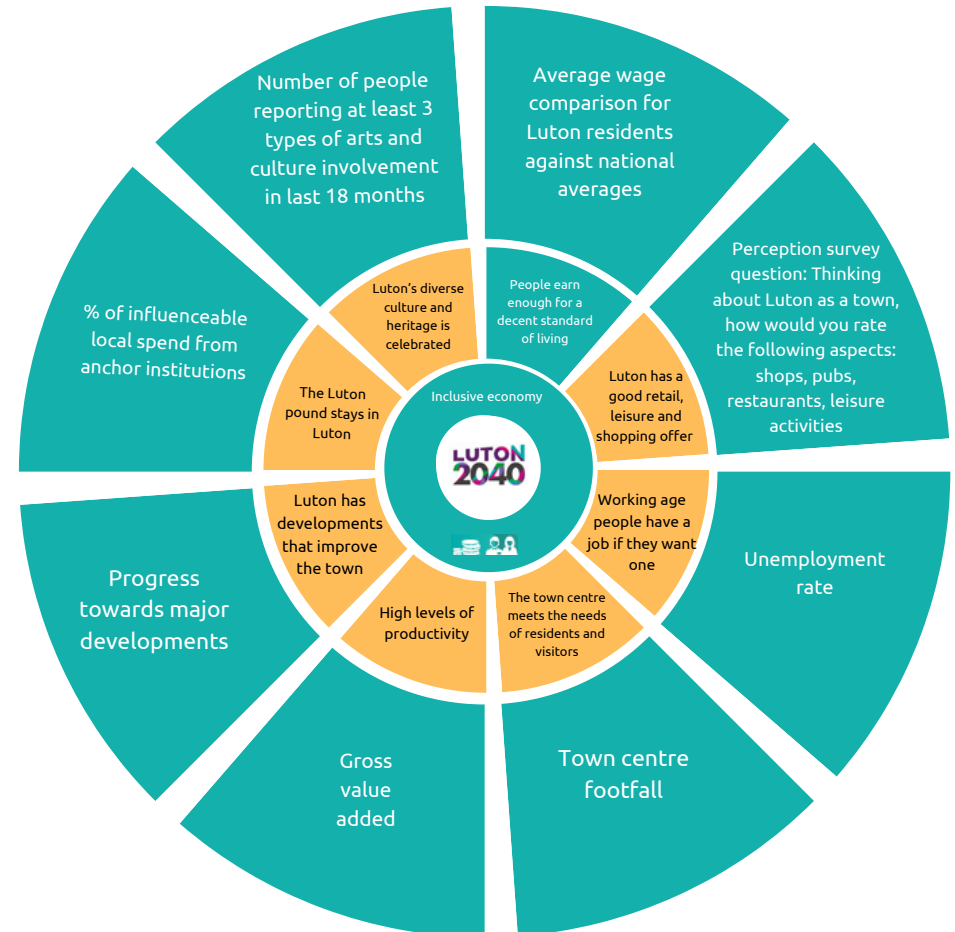 Number of people
reporting at least 3
types of arts and
culture involvement
in last 18 months
Average wage
comparison for
Luton residents
against national
averages
Perception survey
question: Thinking
about Luton as a town,
how would you rate
the following aspects:
shops, pubs,
restaurants, leisure
activities
% of influenceable
local spend from
anchor institutions
Luton's diverse
culture and
heritage is
celebrated
People earn
enough for a
decent standard
of living
Luton has a
good retail,
leisure and
shopping offer
The Luton
pound stays in
Luton
Inclusive economy
LUTON
2040
Luton has
developments
that improve
the town
Working age
people have a
job if they want
one
High levels of
productivity
The town centre
meets the needs
of residents and
visitors
Unemployment
rate
Progress
towards major
developments
Gross
value
added
Town centre
footfall